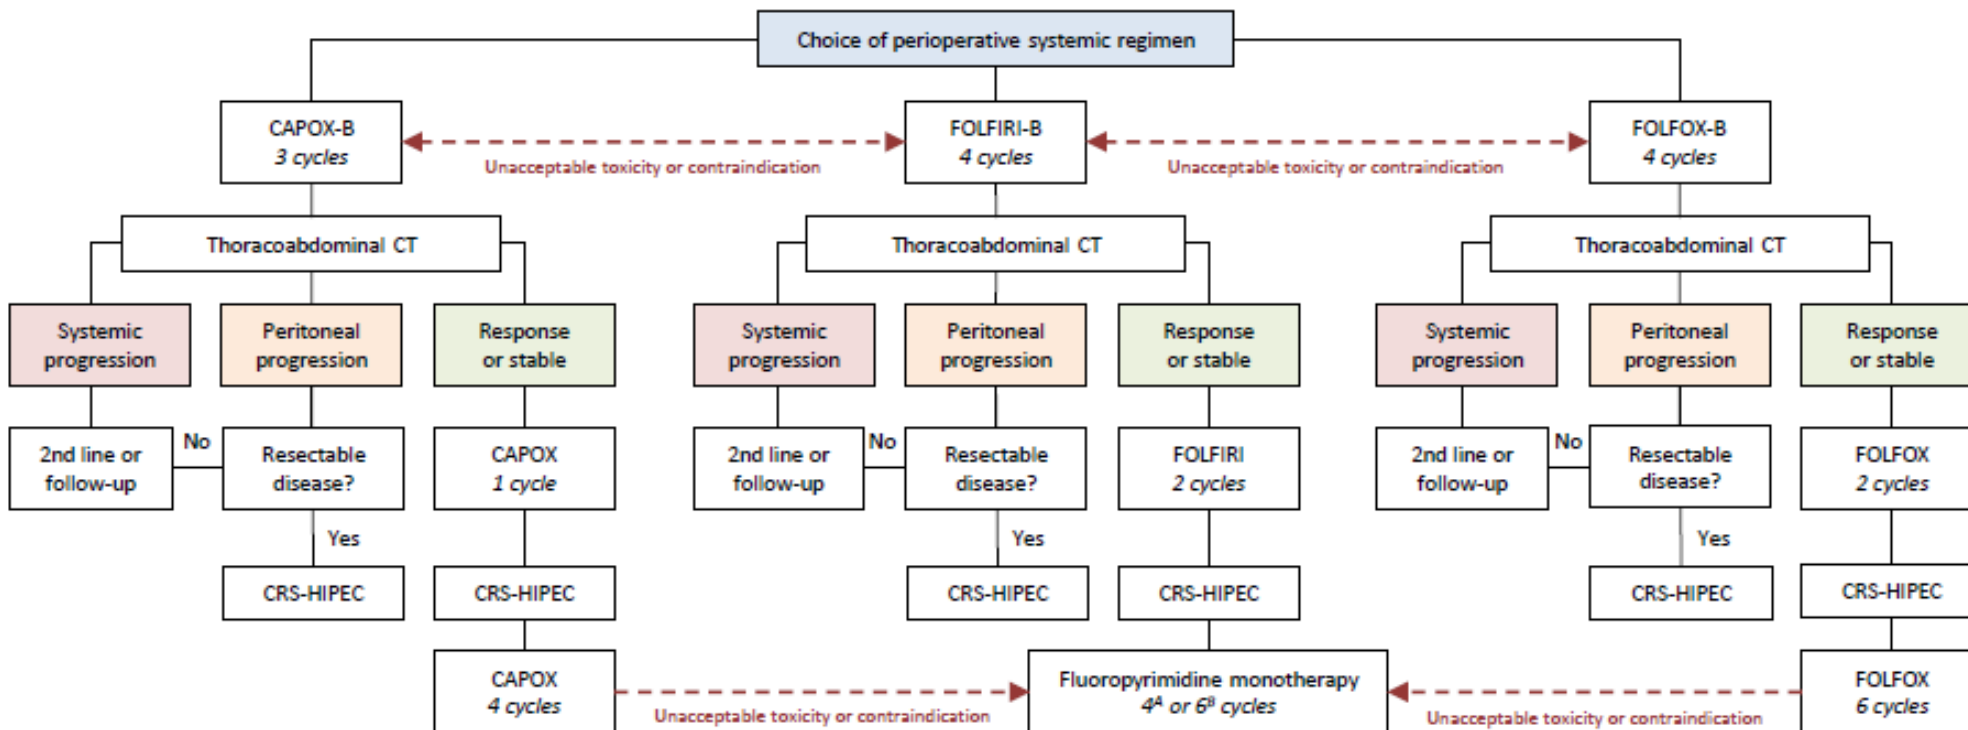 Choice of perioperative systemic regimen
CAPOX-B
3 cycles
Unacceptable toxicity or contraindication
FOLFIRI-B
4 cycles
Unacceptable toxicity or contraindication
FOLFOX-B
4 cycles
Thoracoabdominal CT
Thoracoabdominal CT
Thoracoabdominal CT
Systemic
progression
Peritoneal
progression
Response
or stable
Systemic
progression
Peritoneal
progression
Response
or stable
Systemic
progression
Peritoneal
progression
Response
or stable
2nd line or
follow-up
No
Resectable
disease?
CAPOX
1 cycle
2nd line or
follow-up
No
Resectable
disease?
FOLFIRI
2 cycles
2nd line or
follow-up
No
Resectable
disease?
FOLFOX
2 cycles
Yes
Yes
Yes
CRS-HIPEC
CRS-HIPEC
CRS-HIPEC
CRS-HIPEC
CRS-HIPEC
CRS-HIPEC
CAPOX
4 cycles
Unacceptable toxicity or contraindication
Fluoropyrimidine monotherapy
4ᴬ or 6ᴮ cycles
Unacceptable toxicity or contraindication
FOLFOX
6 cycles